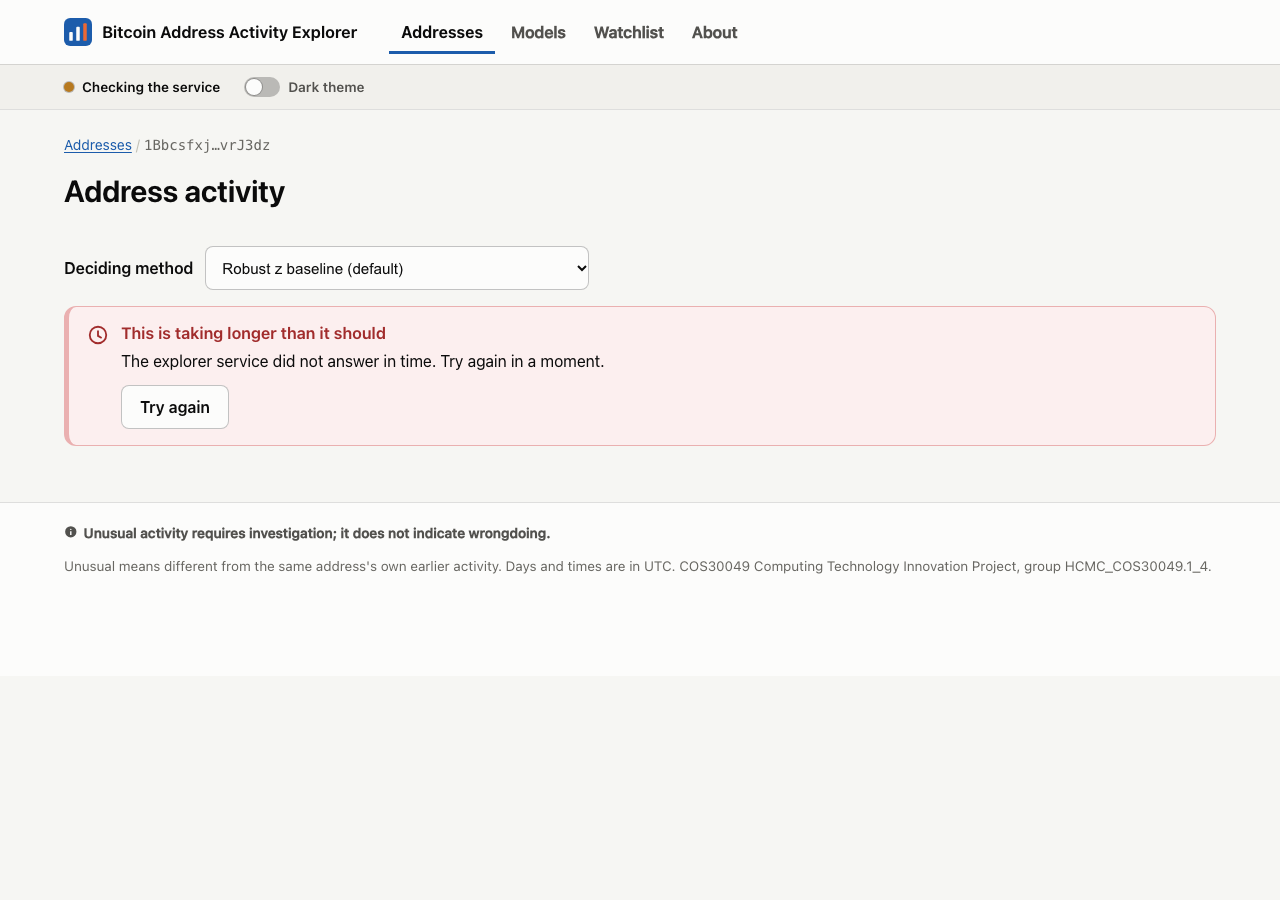 Bitcoin Address Activity Explorer Addresses Models Watchlist About
Checking the service Dark theme
Addresses / 1Bbcsfxj…vrJ3dz
Address activity
Deciding method Robust z baseline (default)
This is taking longer than it should
The explorer service did not answer in time. Try again in a moment.
Try again
Unusual activity requires investigation; it does not indicate wrongdoing.
Unusual means different from the same address's own earlier activity. Days and times are in UTC. COS30049 Computing Technology Innovation Project, group HCMC_COS30049.1_4.